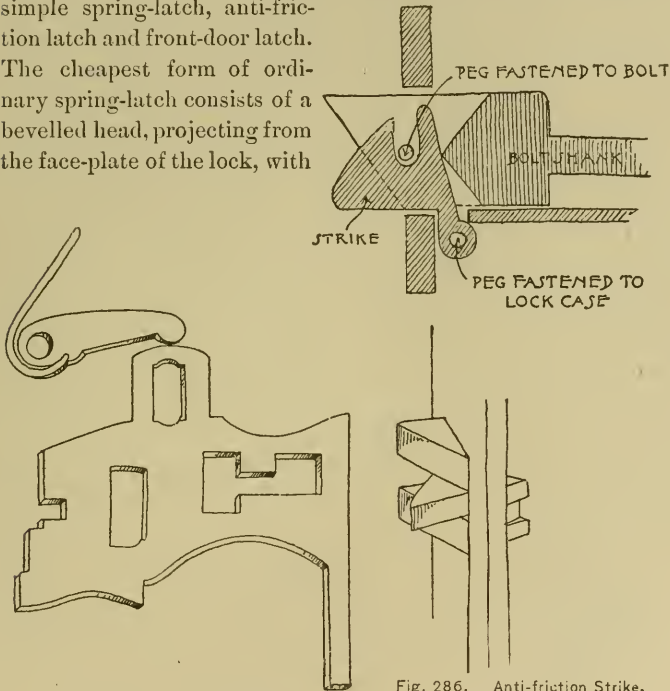 simple spring-latch, anti-fric-
tion latch and front-door latch.
The cheapest form of ordi-
nary spring-latch consists of a
bevelled head, projecting from
the face-plate of the lock, with
PEG FASTENED TO BOLT
BOLT SHANK
STRIKE
PEG FASTENED TO
LOCK CASE
Fig. 286. Anti-friction Strike.